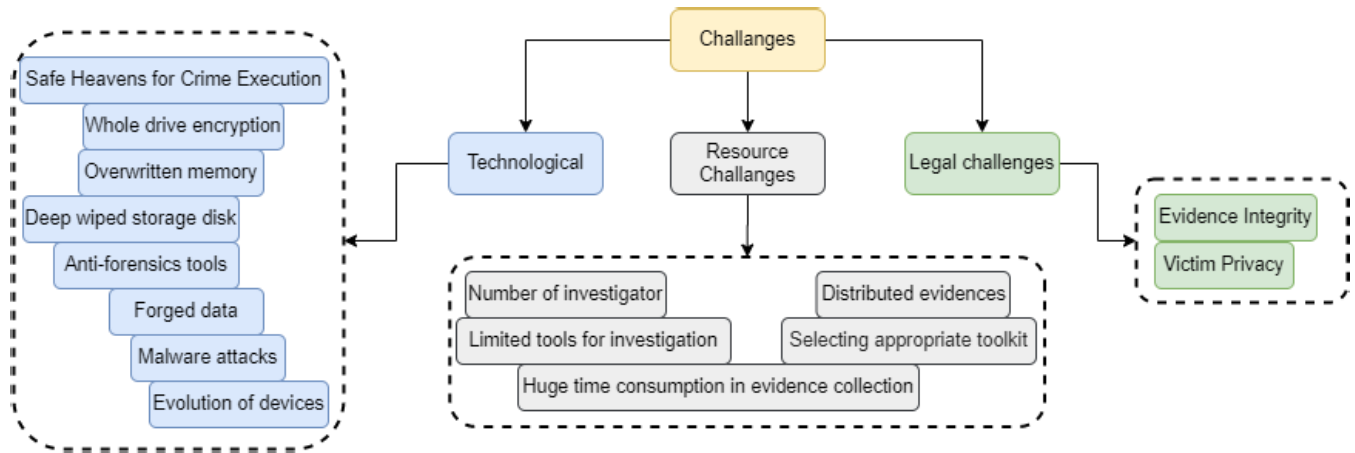 Challanges
Technological
Resource
Challanges
Legal challenges
Safe Heavens for Crime Execution
Whole drive encryption
Overwritten memory
Deep wiped storage disk
Anti-forensics tools
Forged data
Malware attacks
Evolution of devices
Number of investigator
Distributed evidences
Limited tools for investigation
Selecting appropriate toolkit
Huge time consumption in evidence collection
Evidence Integrity
Victim Privacy